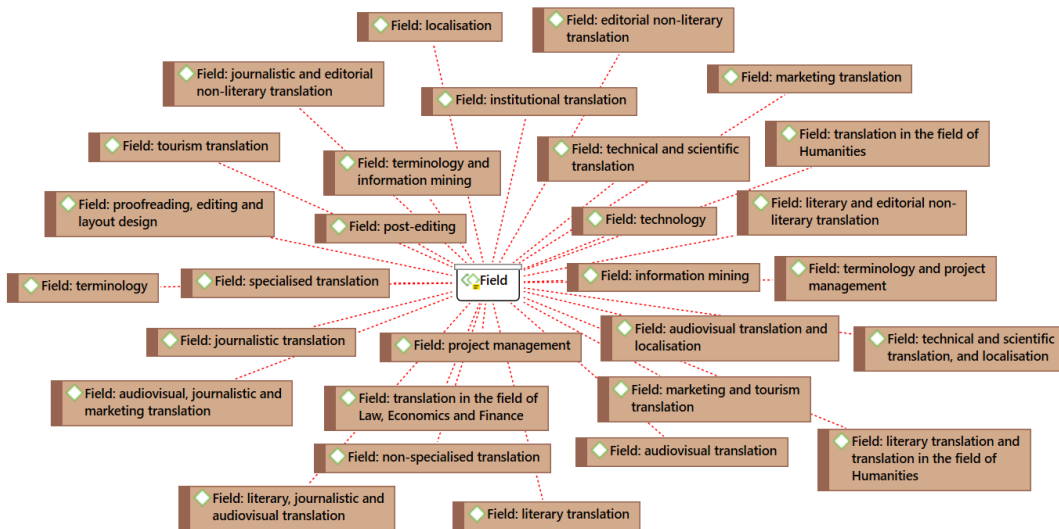 Field: localisation
Field: editorial non-literary
translation
Field: journalistic and editorial
non-literary translation
Field: marketing translation
Field: institutional translation
Field: tourism translation
Field: terminology and
information mining
Field: technical and scientific
translation
Field: translation in the field of
Humanities
Field: proofreading, editing and
layout design
Field: post-editing
Field: technology
Field: literary and editorial non-
literary translation
Field: terminology
Field: specialised translation
Field
Field: information mining
Field: terminology and project
management
Field: journalistic translation
Field: project management
Field: audiovisual translation and
localisation
Field: technical and scientific
translation, and localisation
Field: audiovisual, journalistic and
marketing translation
Field: translation in the field of
Law, Economics and Finance
Field: marketing and tourism
translation
Field: non-specialised translation
Field: audiovisual translation
Field: literary translation and
translation in the field of
Humanities
Field: literary, journalistic and
audiovisual translation
Field: literary translation